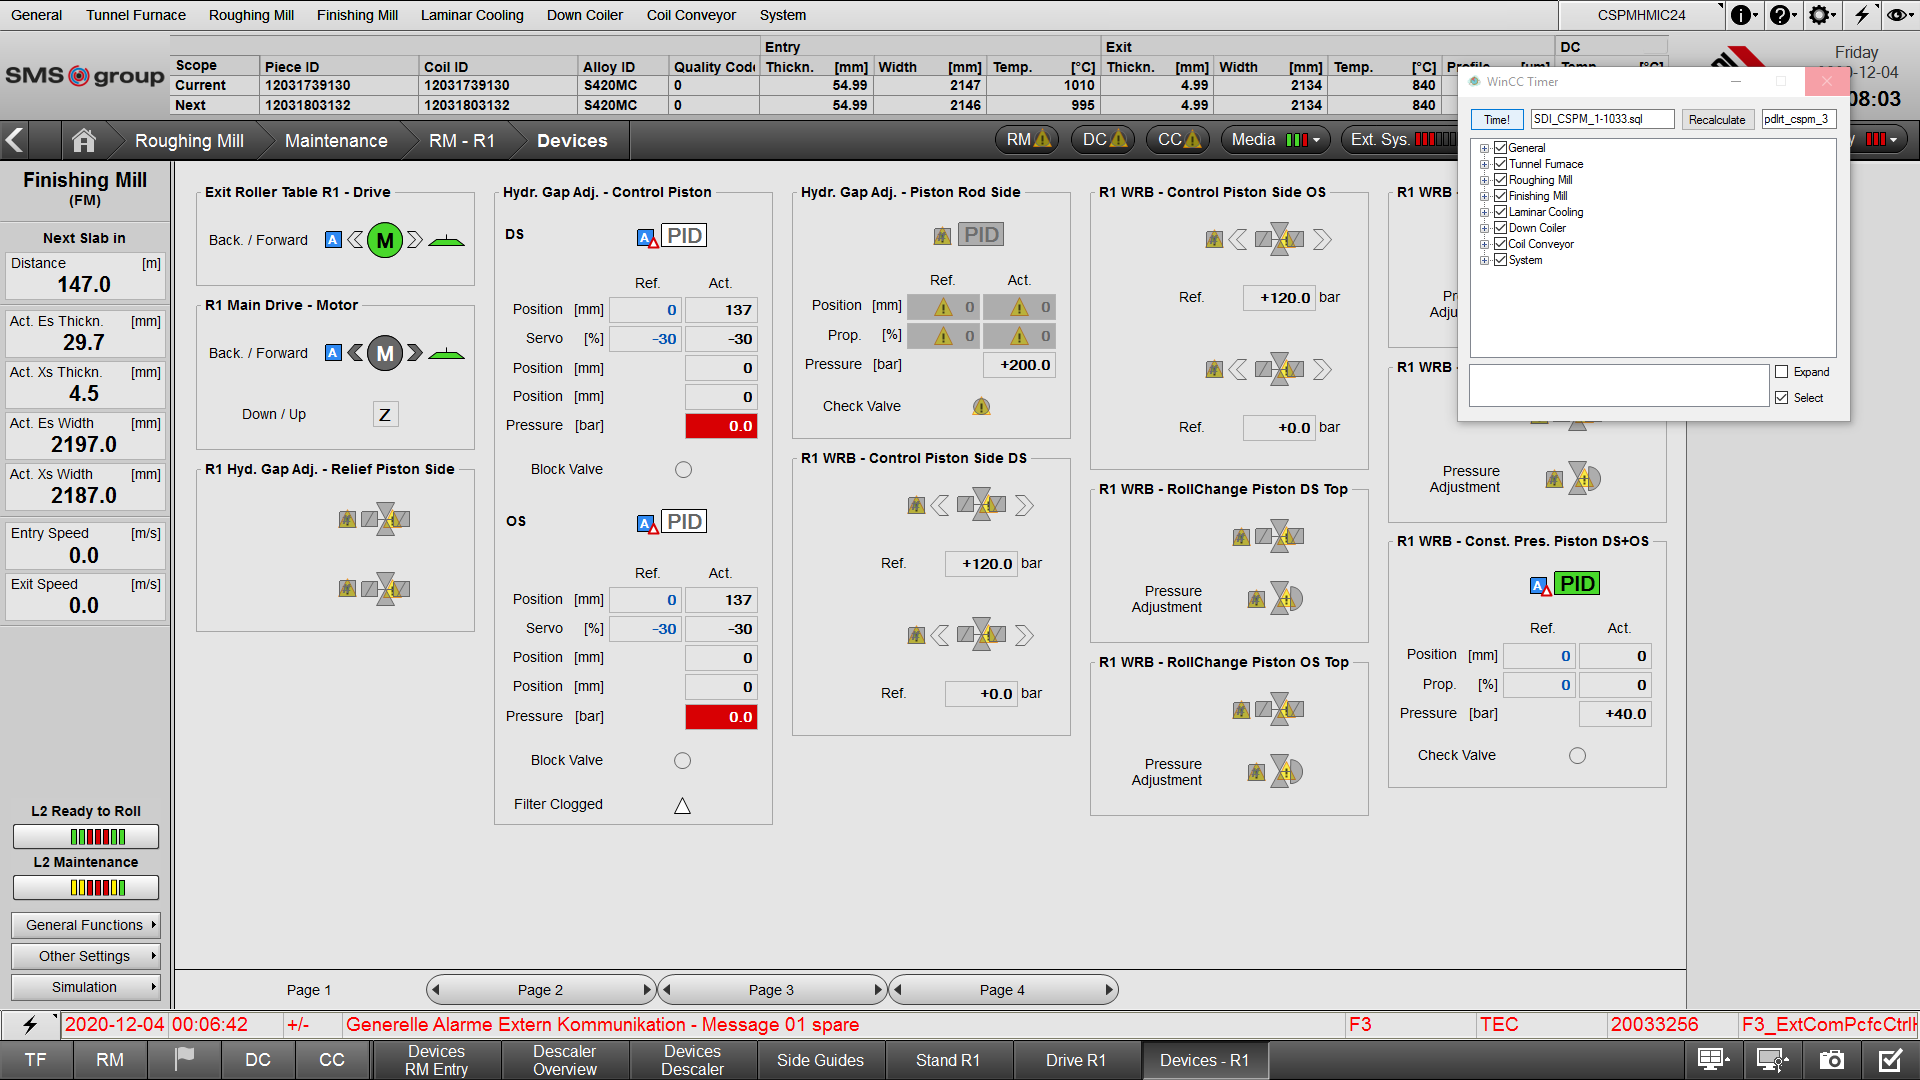 General Tunnel Furnace Roughing Mill Finishing Mill Laminar Cooling Down Coiler Coil Conveyor System CSPMHMIC24
SMS group
Entry Exit DC
Scope Piece ID Coil ID Alloy ID Quality Code Thickn. [mm] Width [mm] Temp. [°C] Thickn. [mm] Width [mm] Temp. [°C]
Current 12031739130 12031739130 S420MC 0 54.99 2147 1010 4.99 2134 840
Next 12031803132 12031803132 S420MC 0 54.99 2146 995 4.99 2134 840
Friday
-12-04
08:03
Roughing Mill Maintenance RM - R1 Devices RM DC CC Media Ext. Sys.
WinCC Timer
Time! SDI_CSPM_1-1033.sql Recalculate pdlrt_cspm_3
General
Tunnel Furnace
Roughing Mill
Finishing Mill
Laminar Cooling
Down Coiler
Coil Conveyor
System
Expand
Select
Finishing Mill
(FM)
Next Slab in
Distance [m]
147.0
Act. Es Thickn. [mm]
29.7
Act. Xs Thickn. [mm]
4.5
Act. Es Width [mm]
2197.0
Act. Xs Width [mm]
2187.0
Entry Speed [m/s]
0.0
Exit Speed [m/s]
0.0
L2 Ready to Roll
L2 Maintenance
General Functions
Other Settings
Simulation
Exit Roller Table R1 - Drive
Back. / Forward A M
R1 Main Drive - Motor
Back. / Forward A M
Down / Up Z
R1 Hyd. Gap Adj. - Relief Piston Side
Hydr. Gap Adj. - Control Piston
DS A PID
Ref. Act.
Position [mm] 0 137
Servo [%] -30 -30
Position [mm] 0
Position [mm] 0
Pressure [bar] 0.0
Block Valve
OS A PID
Ref. Act.
Position [mm] 0 137
Servo [%] -30 -30
Position [mm] 0
Position [mm] 0
Pressure [bar] 0.0
Block Valve
Filter Clogged
Hydr. Gap Adj. - Piston Rod Side
PID
Ref. Act.
Position [mm] 0 0
Prop. [%] 0 0
Pressure [bar] +200.0
Check Valve
R1 WRB - Control Piston Side DS
Ref. +120.0 bar
Ref. +0.0 bar
R1 WRB - Control Piston Side OS
Ref. +120.0 bar
Ref. +0.0 bar
R1 WRB - RollChange Piston DS Top
Pressure
Adjustment
R1 WRB - RollChange Piston OS Top
Pressure
Adjustment
R1 WRB -
R1 WRB -
Pressure
Adjustment
R1 WRB - Const. Pres. Piston DS+OS
A PID
Ref. Act.
Position [mm] 0 0
Prop. [%] 0 0
Pressure [bar] +40.0
Check Valve
Page 1 Page 2 Page 3 Page 4
2020-12-04 00:06:42 +/- Generelle Alarme Extern Kommunikation - Message 01 spare F3 TEC 20033256 F3_ExtComPcfcCtrlH
TF RM DC CC Devices RM Entry Descaler Overview Devices Descaler Side Guides Stand R1 Drive R1 Devices - R1